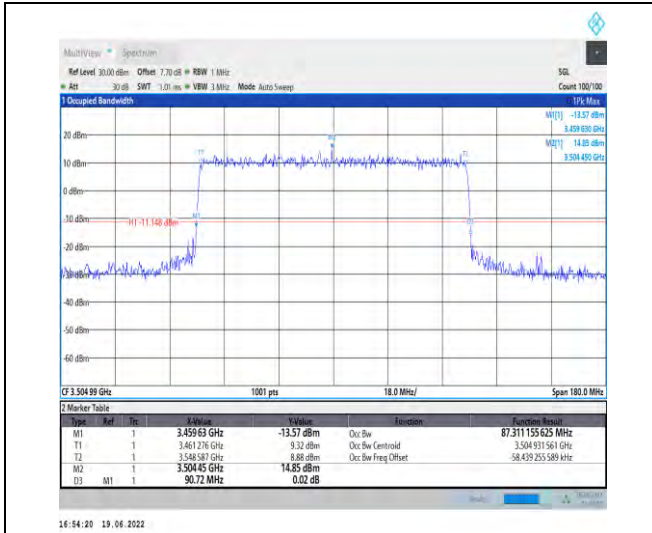 MultiView Spectrum
Ref Level 30.00 dBm Offset 7.70 dB RBW 1 MHz SGL
Att 30 dB SWT 1.01 ms VBW 3 MHz Mode Auto Sweep Count 100/100
1 Occupied Bandwidth 1Pk Max
M1[1] -13.57 dBm
3.459 630 GHz
M2[1] 14.85 dBm
3.504 450 GHz
20 dBm
10 dBm
0 dBm
-10 dBm
H1 -11.148 dBm
-20 dBm
-30 dBm
-40 dBm
-50 dBm
-60 dBm
M1
M2
T1
CF 3.504 99 GHz 1001 pts 18.0 MHz/ Span 180.0 MHz
2 Marker Table
Type Ref Trc X-Value Y-Value Function Function Result
M1 1 3.459 63 GHz -13.57 dBm Occ Bw 87.311 155 625 MHz
T1 1 3.461 276 GHz 9.32 dBm Occ Bw Centroid 3.504 931 561 GHz
T2 1 3.548 587 GHz 8.88 dBm Occ Bw Freq Offset -58.439 255 589 kHz
M2 1 3.504 45 GHz 14.85 dBm
D3 M1 1 90.72 MHz 0.02 dB
16:54:20 19.06.2022